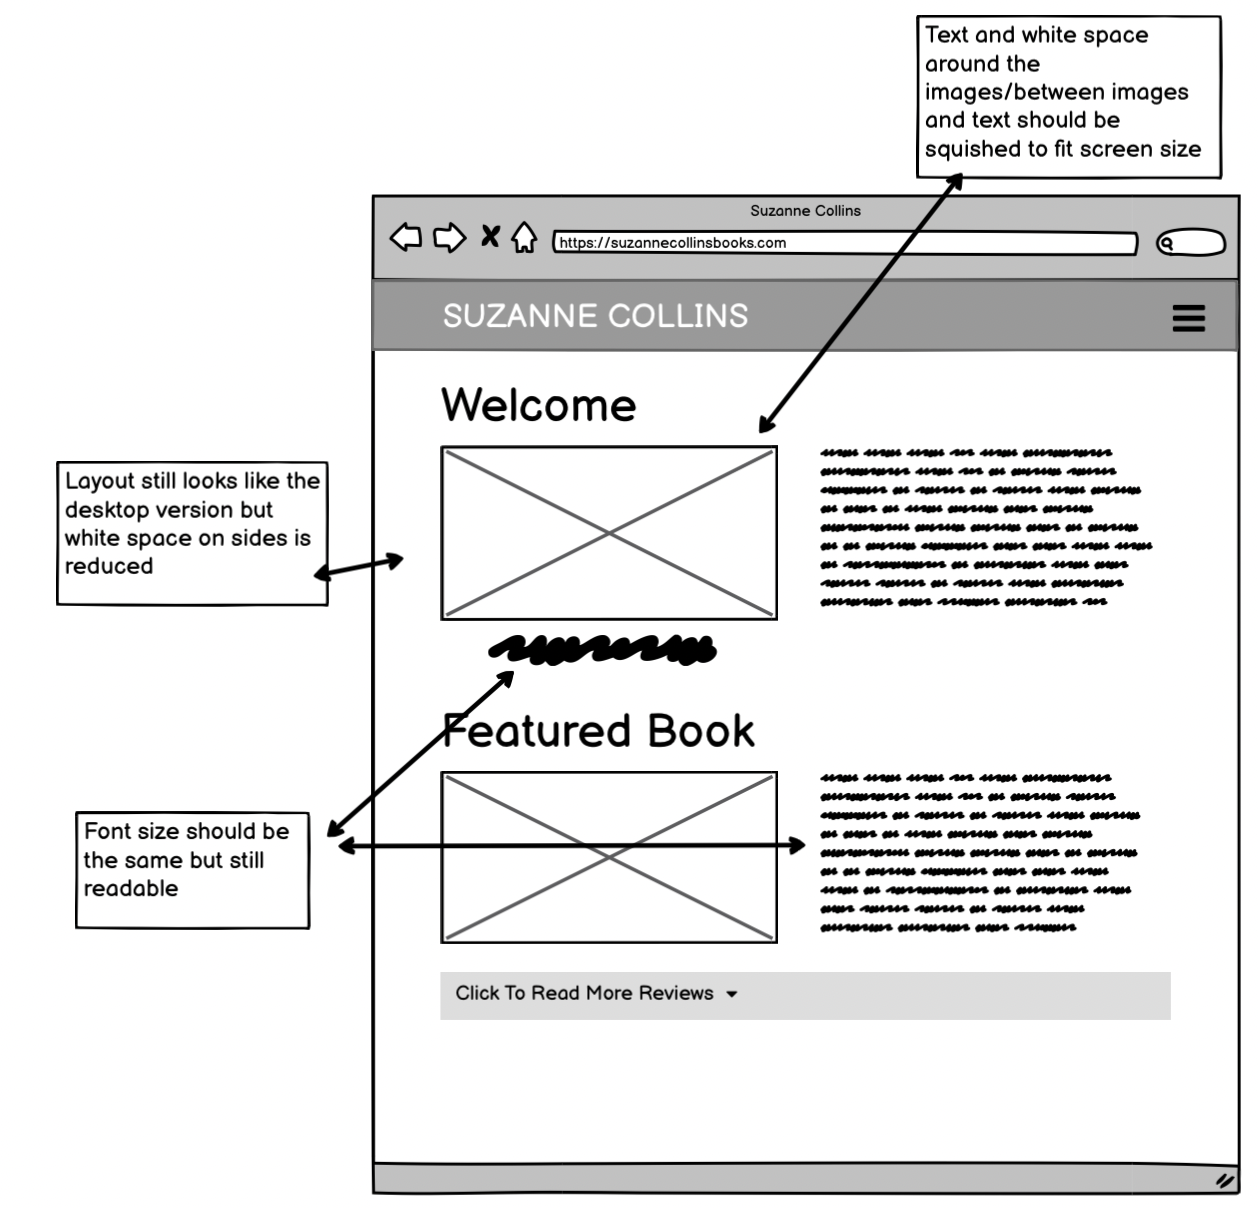 Text and white space
around the
images/between images
and text should be
squished to fit screen size
Suzanne Collins
https://suzannecollinsbooks.com
SUZANNE COLLINS
Welcome
Layout still looks like the
desktop version but
white space on sides is
reduced
Featured Book
Font size should be
the same but still
readable
Click To Read More Reviews